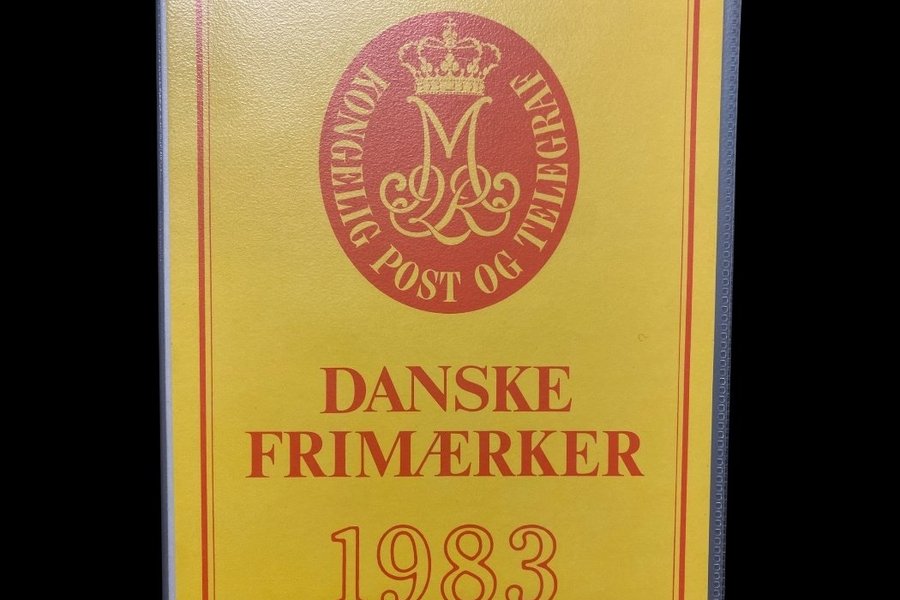 KONGELIG POST OG TELEGRAF
DANSKE
FRIMÆRKER
1983